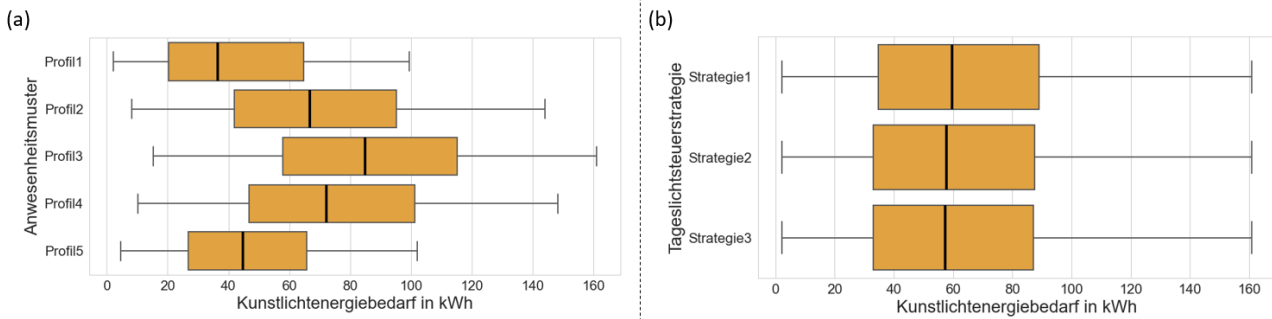 (a)
Anwesenheitsmuster
Profil1
Profil2
Profil3
Profil4
Profil5
0 20 40 60 80 100 120 140 160
Kunstlichtenergiebedarf in kWh
(b)
Tageslichtsteuerstrategie
Strategie1
Strategie2
Strategie3
0 20 40 60 80 100 120 140 160
Kunstlichtenergiebedarf in kWh